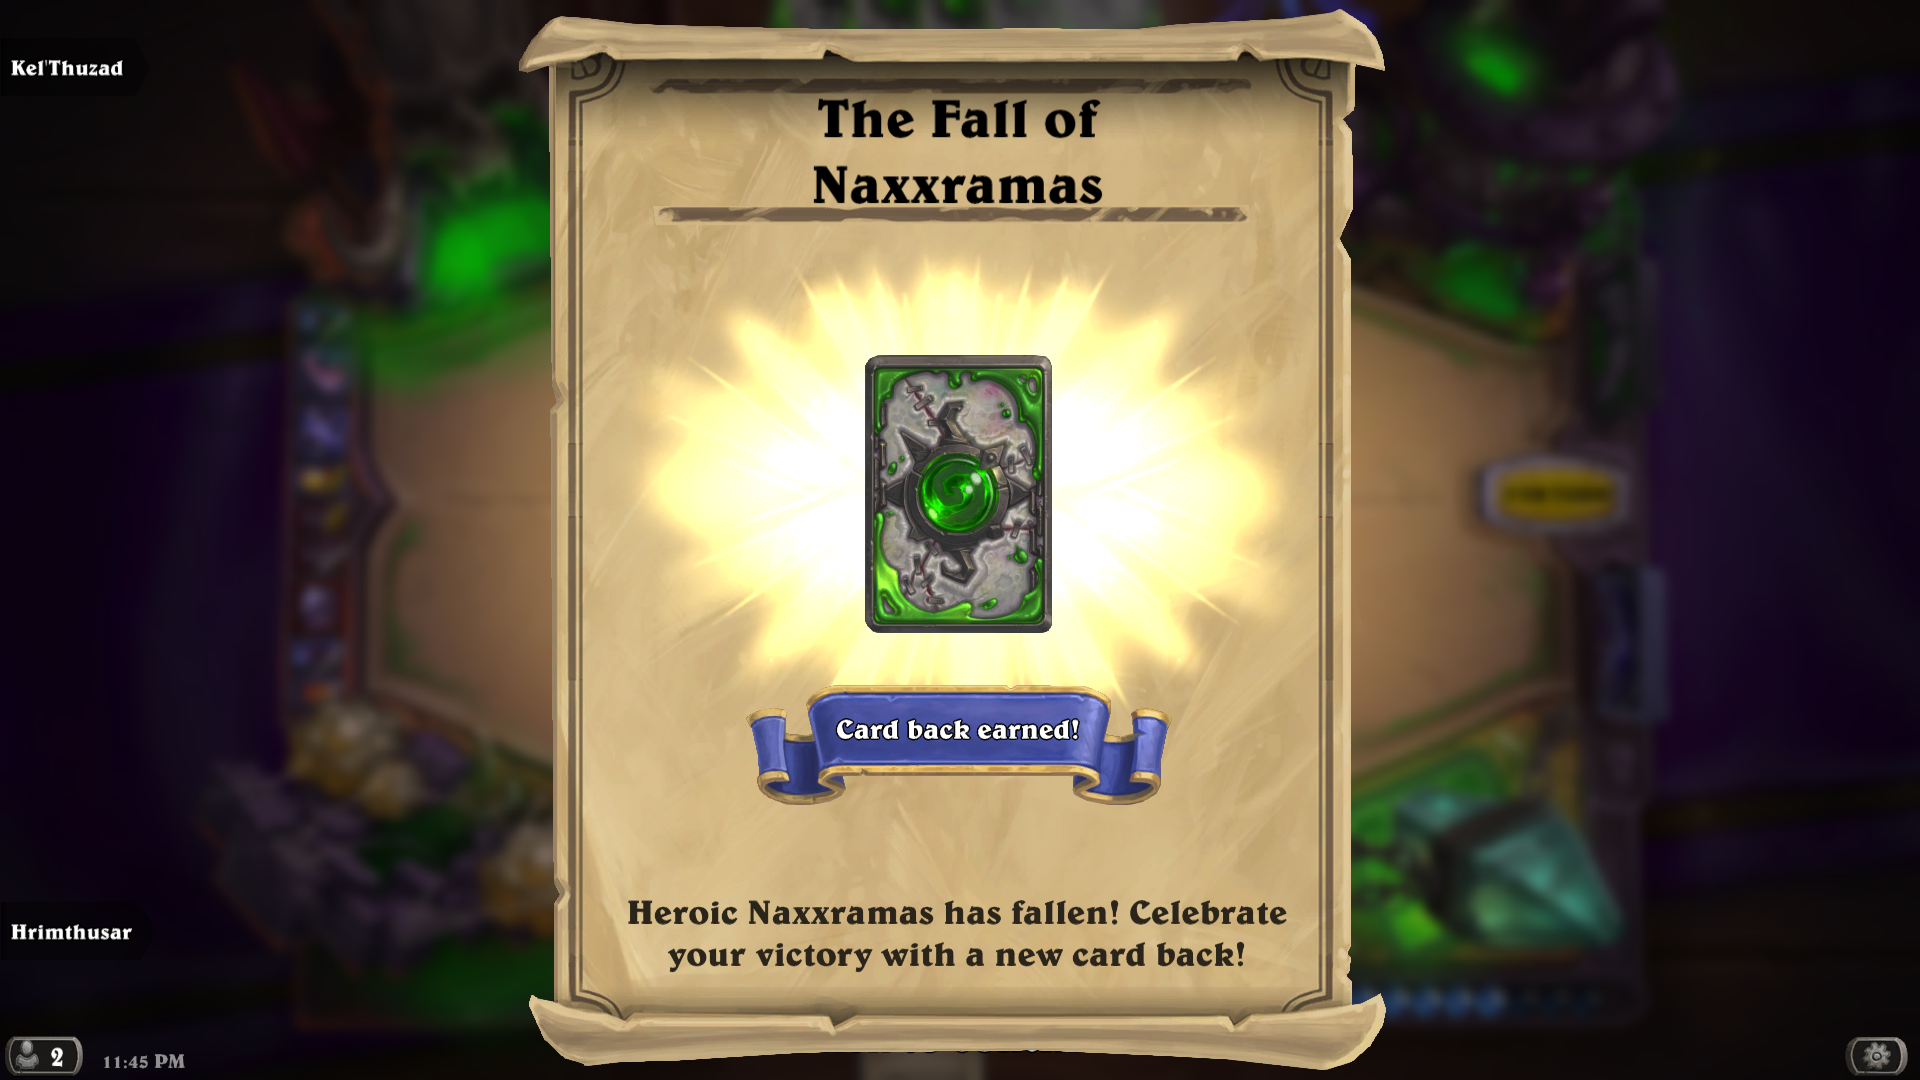 Kel'Thuzad
The Fall of
Naxxramas
Card back earned!
Heroic Naxxramas has fallen! Celebrate
your victory with a new card back!
Hrimthusar
2
11:45 PM